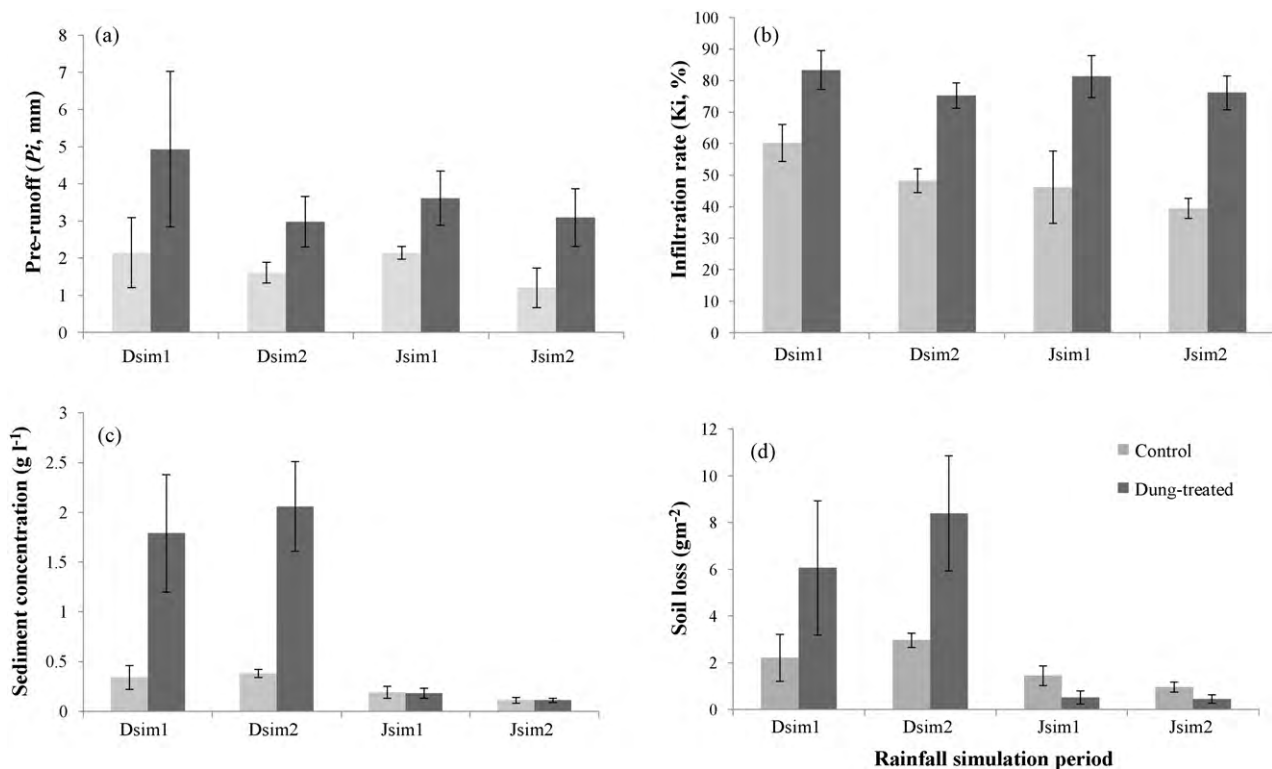 (a)
Pre-runoff (Pi, mm)
8
7
6
5
4
3
2
1
0
Dsim1 Dsim2 Jsim1 Jsim2
(b)
Infiltration rate (Ki, %)
100
90
80
70
60
50
40
30
20
10
0
Dsim1 Dsim2 Jsim1 Jsim2
(c)
Sediment concentration (g l⁻¹)
3
2.5
2
1.5
1
0.5
0
Dsim1 Dsim2 Jsim1 Jsim2
(d)
Soil loss (gm⁻²)
12
10
8
6
4
2
0
Control
Dung-treated
Dsim1 Dsim2 Jsim1 Jsim2
Rainfall simulation period